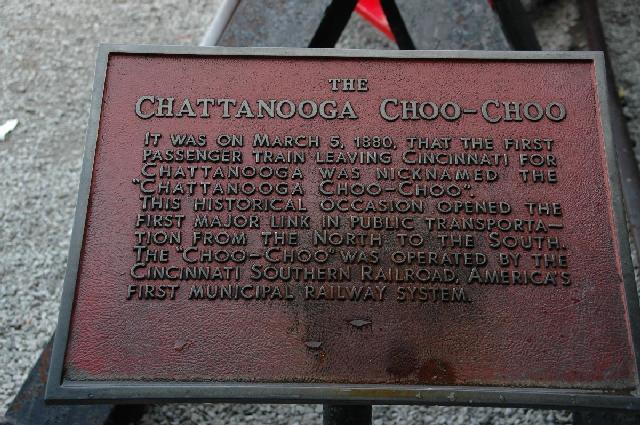 THE
CHATTANOOGA CHOO-CHOO
IT WAS ON MARCH 5, 1880, THAT THE FIRST
PASSENGER TRAIN LEAVING CINCINNATI FOR
CHATTANOOGA WAS NICKNAMED THE
"CHATTANOOGA CHOO-CHOO".
THIS HISTORICAL OCCASION OPENED THE
FIRST MAJOR LINK IN PUBLIC TRANSPORTA-
TION FROM THE NORTH TO THE SOUTH.
THE "CHOO-CHOO" WAS OPERATED BY THE
CINCINNATI SOUTHERN RAILROAD, AMERICA'S
FIRST MUNICIPAL RAILWAY SYSTEM.